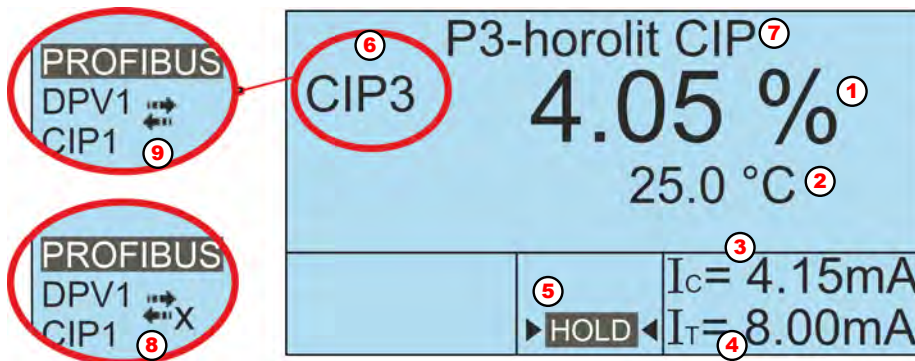 PROFIBUS
DPV1
CIP1 9
PROFIBUS
DPV1 X
CIP1 8
6 P3-horolit CIP 7
CIP3 4.05 % 1
25.0 °C 2
3
5 Ic= 4.15mA
HOLD IT= 8.00mA
4